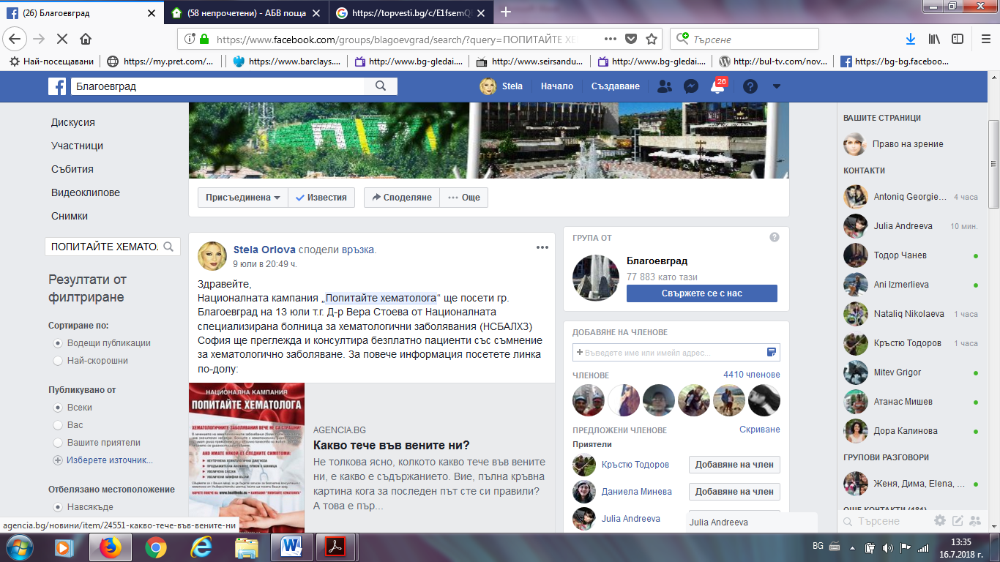 (26) Благоевград
(58 непрочетени) - АБВ поща
https://topvesti.bg/c/E1fsemQ
https://www.facebook.com/groups/blagoevgrad/search/?query=ПОПИТАЙТЕ ХЕ
Търсене
Най-посещавани
https://my.pret.com/...
https://www.barclays....
http://www.bg-gledai....
http://www.seirsandu...
http://www.bg-gledai....
http://bul-tv.com/nov...
https://bg-bg.faceboo...
Благоевград
Stela
Начало
Създаване
26
Дискусия
Участници
Събития
Видеоклипове
Снимки
ПОПИТАЙТЕ ХЕМАТО.
Резултати от
филтриране
Сортиране по:
Водещи публикации
Най-скорошни
Публикувано от
Всеки
Вас
Вашите приятели
Изберете източник...
Отбелязано местоположение
Навсякъде
agencia.bg/новини/item/24551-какво-тече-във-вените-ни
Присъединена
Известия
Споделяне
Още
Stela Orlova сподели връзка.
9 юли в 20:49 ч.
Здравейте,
Националната кампания „Попитайте хематолога“ ще посети гр.
Благоевград на 13 юли т.г. Д-р Вера Стоева от Националната
специализирана болница за хематологични заболявания (НСБАЛХЗ)
София ще преглежда и консултира безплатно пациенти със съмнение
за хематологично заболяване. За повече информация посетете линка
по-долу:
НАЦИОНАЛНА КАМПАНИЯ
ПОПИТАЙТЕ ХЕМАТОЛОГА
ХЕМАТОЛОГИЧНИТЕ ЗАБОЛЯВАНИЯ ВЕЧЕ НЕ СА СТРАШНИ!
АКО ИМАТЕ НЯКОЙ ОТ СЛЕДНИТЕ СИМПТОМИ:
AGENCIA.BG
Какво тече във вените ни?
Не толкова ясно, колкото какво тече във вените
ни, е какво е съдържанието. Вие, пълна кръвна
картина кога за последен път сте си правили?
А това е пър...
ГРУПА ОТ
Благоевград
77 883 като тази
Свържете се с нас
ДОБАВЯНЕ НА ЧЛЕНОВЕ
Въведете име или имейл адрес...
ЧЛЕНОВЕ
4410 членове
ПРЕДЛОЖЕНИ ЧЛЕНОВЕ
Скриване
Приятели
Кръстю Тодоров
Добавяне на член
Даниела Минева
Добавяне на член
Julia Andreeva
Julia Andreeva
ВАШИТЕ СТРАНИЦИ
Право на зрение
КОНТАКТИ
Antoniq Georgie... 4 часа
Julia Andreeva 10 мин.
Тодор Чанев
Ani Izmerlieva
Nataliq Nikolaeva 1 часа
Кръстю Тодоров 1 часа
Mitev Grigor
Атанас Мишев
Дора Калинова
ГРУПОВИ РАЗГОВОРИ
Женя, Дима, Elena, ...
ОЩЕ КОНТАКТИ (181)
Търсене
BG
13:35
16.7.2018 г.